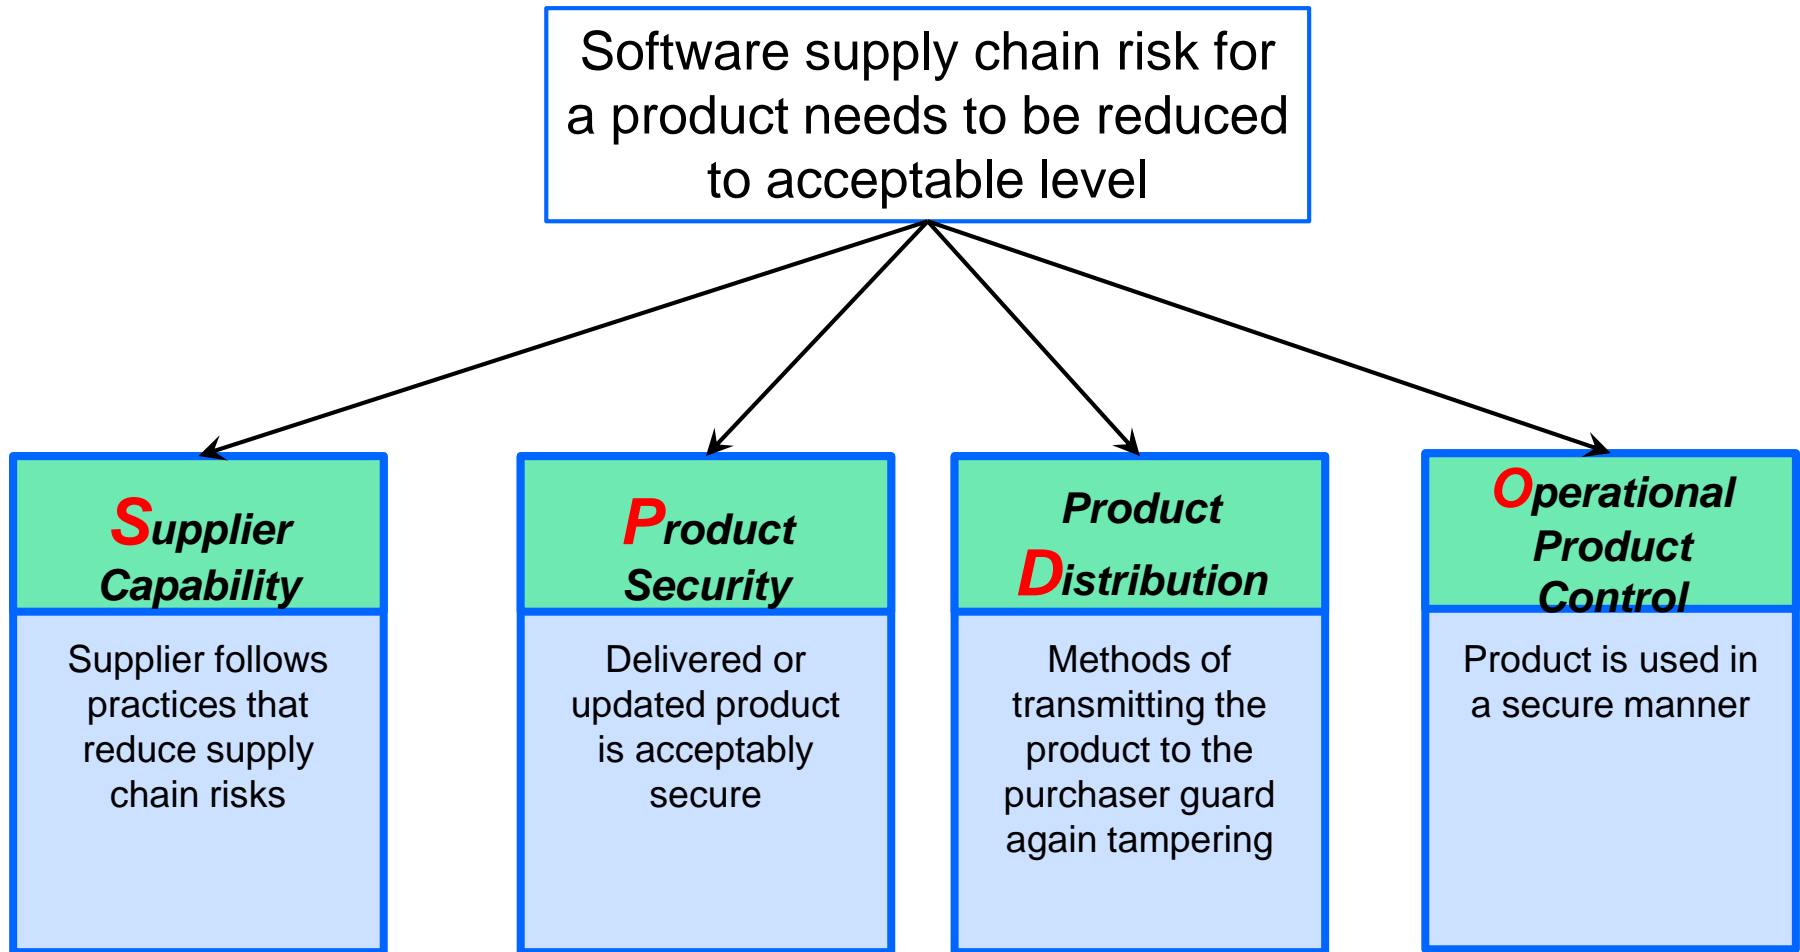 Software supply chain risk for
a product needs to be reduced
to acceptable level
Supplier
Capability
Supplier follows
practices that
reduce supply
chain risks
Product
Security
Delivered or
updated product
is acceptably
secure
Product
Distribution
Methods of
transmitting the
product to the
purchaser guard
again tampering
Operational
Product
Control
Product is used in
a secure manner